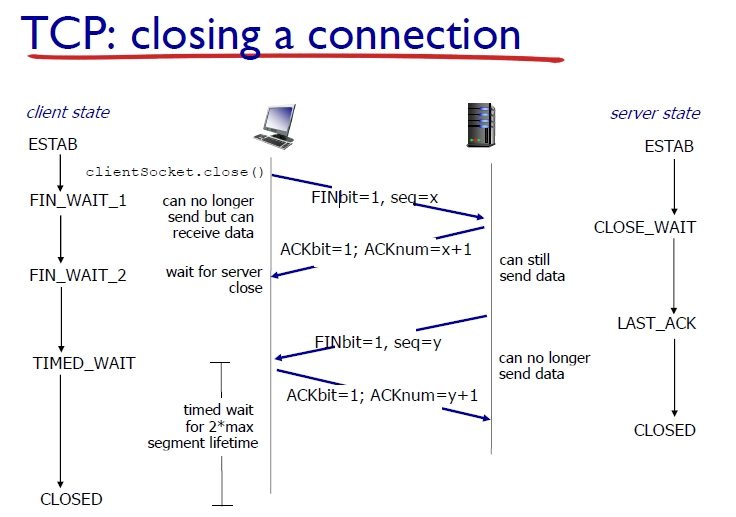 TCP: closing a connection
client state
server state
ESTAB
ESTAB
clientSocket.close()
FIN_WAIT_1
can no longer
send but can
receive data
FINbit=1, seq=x
CLOSE_WAIT
ACKbit=1; ACKnum=x+1
can still
send data
FIN_WAIT_2
wait for server
close
LAST_ACK
FINbit=1, seq=y
can no longer
send data
TIMED_WAIT
ACKbit=1; ACKnum=y+1
timed wait
for 2*max
segment lifetime
CLOSED
CLOSED